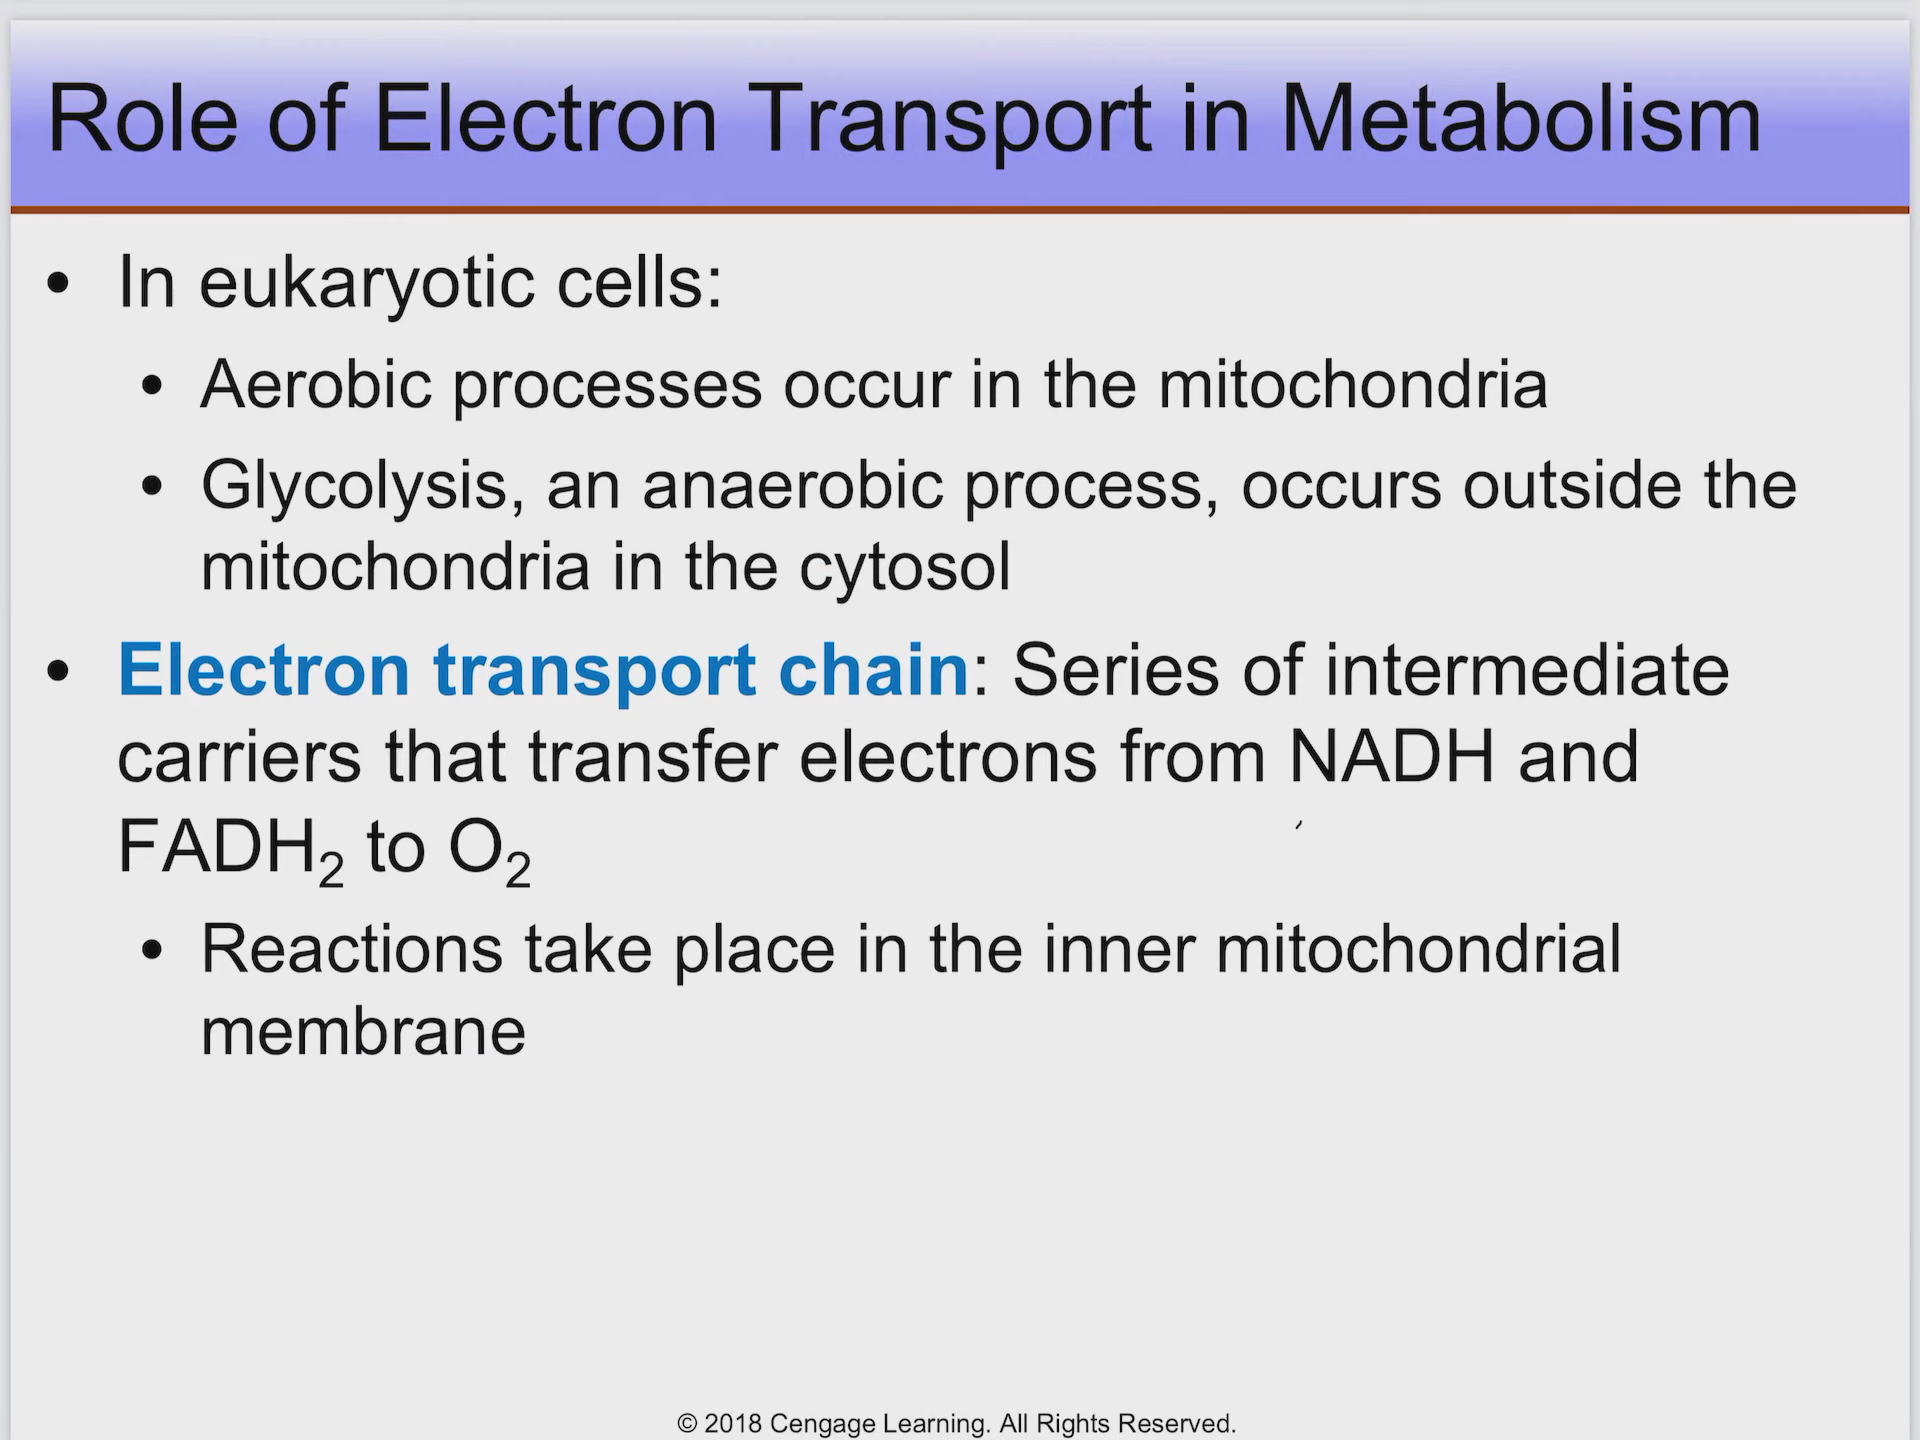 Role of Electron Transport in Metabolism
• In eukaryotic cells:
• Aerobic processes occur in the mitochondria
• Glycolysis, an anaerobic process, occurs outside the
mitochondria in the cytosol
• Electron transport chain: Series of intermediate
carriers that transfer electrons from NADH and
FADH₂ to O₂
• Reactions take place in the inner mitochondrial
membrane
© 2018 Cengage Learning. All Rights Reserved.